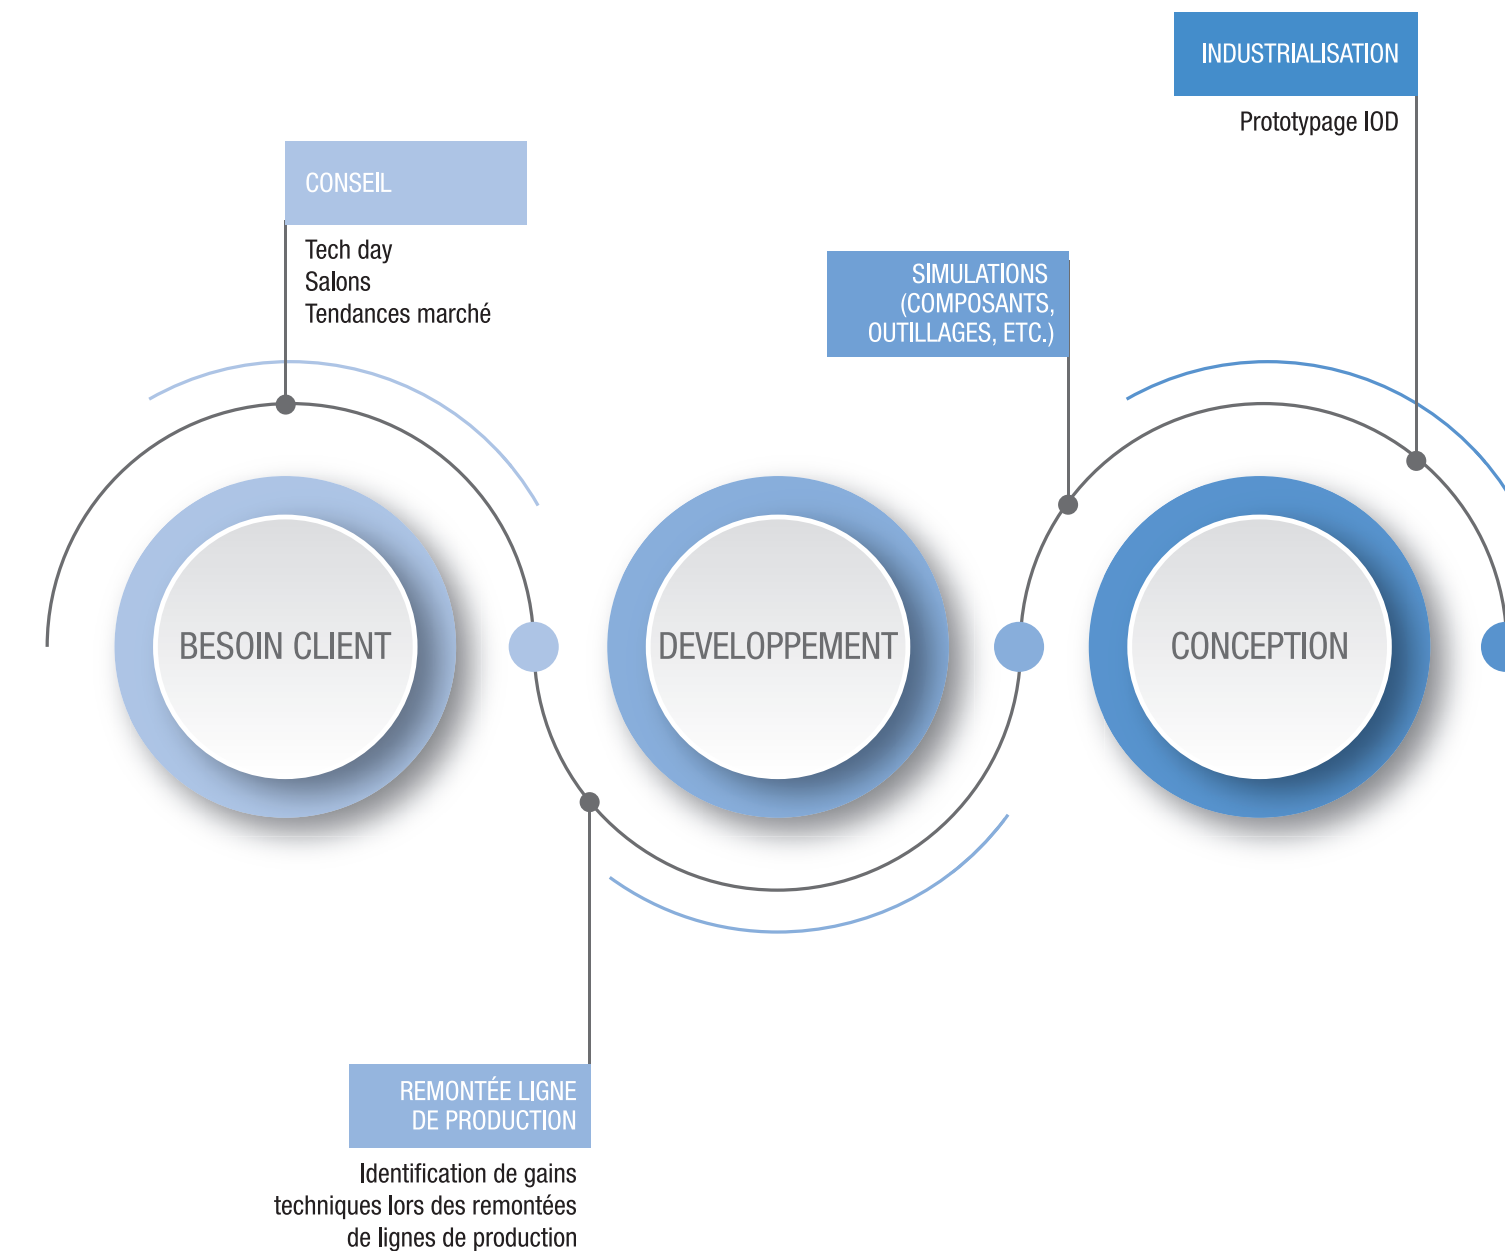 INDUSTRIALISATION
Prototypage IOD
CONSEIL
Tech day
Salons
Tendances marché
SIMULATIONS
(COMPOSANTS,
OUTILLAGES, ETC.)
BESOIN CLIENT
DEVELOPPEMENT
CONCEPTION
REMONTÉE LIGNE
DE PRODUCTION
Identification de gains
techniques lors des remontées
de lignes de production